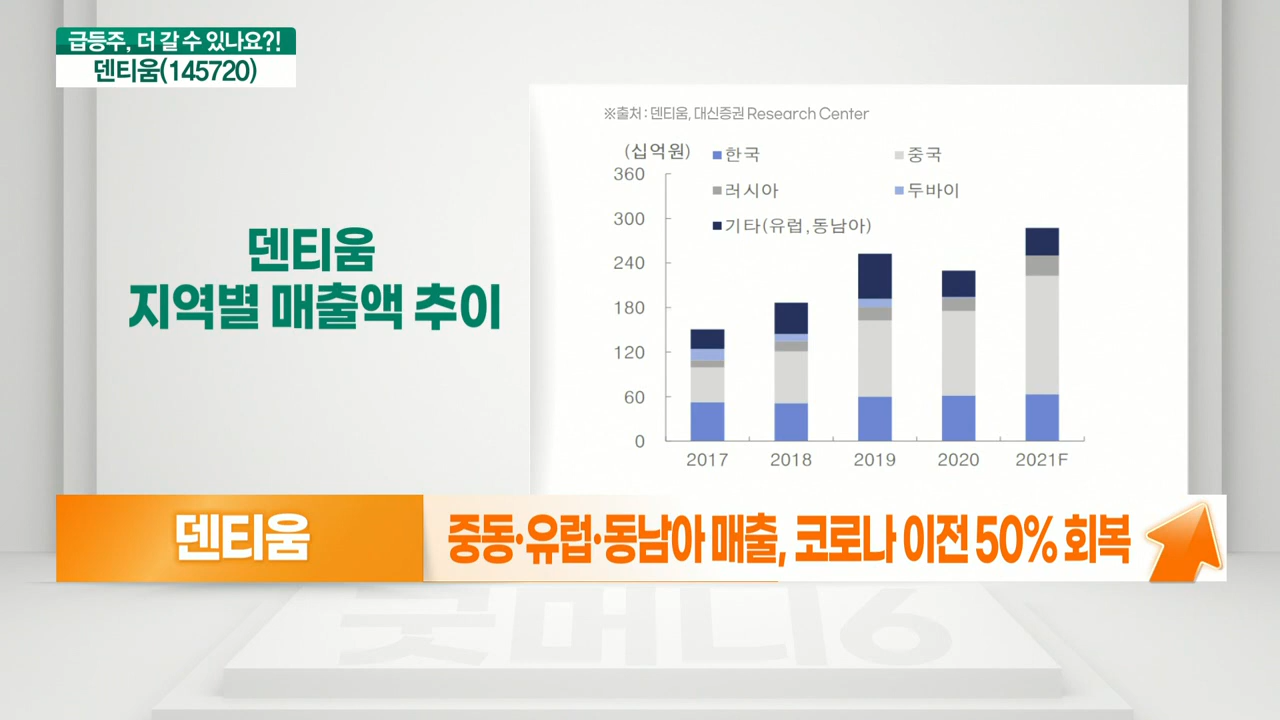 급등주, 더 갈 수 있나요?!
덴티움(145720)
덴티움
지역별 매출액 추이
※출처 : 덴티움, 대신증권 Research Center
(십억원)
한국
중국
러시아
두바이
기타(유럽,동남아)
360
300
240
180
120
60
0
2017 2018 2019 2020 2021F
덴티움
중동·유럽·동남아 매출, 코로나 이전 50% 회복
굿머니6